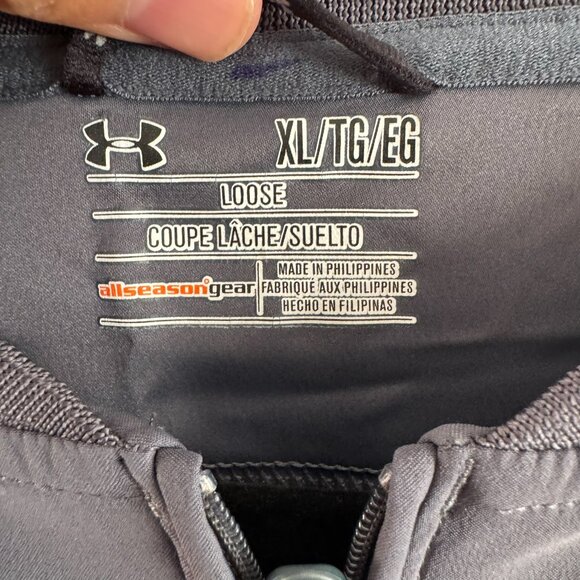 XL/TG/EG
LOOSE
COUPE LÂCHE/SUELTO
allseasongear
MADE IN PHILIPPINES
FABRIQUÉ AUX PHILIPPINES
HECHO EN FILIPINAS